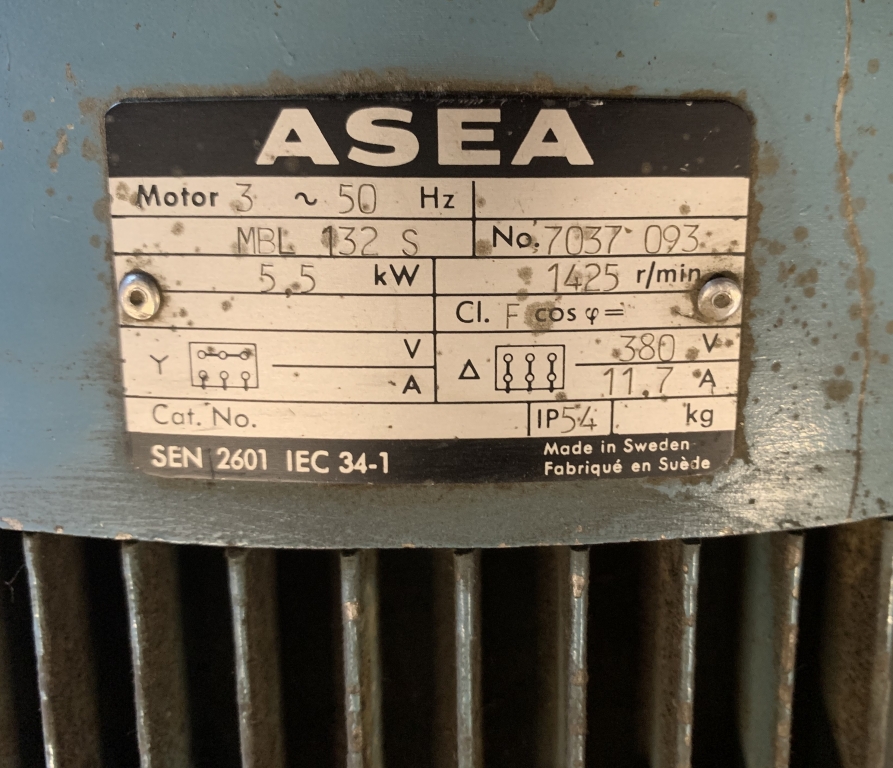 ASEA
Motor 3 ~ 50 Hz
MBL 132 S No. 7037 093
5,5 kW 1425 r/min
Cl. F cos φ=
Y V Δ 380 V
A 11,7 A
Cat. No. IP54 kg
SEN 2601 IEC 34-1
Made in Sweden
Fabriqué en Suède